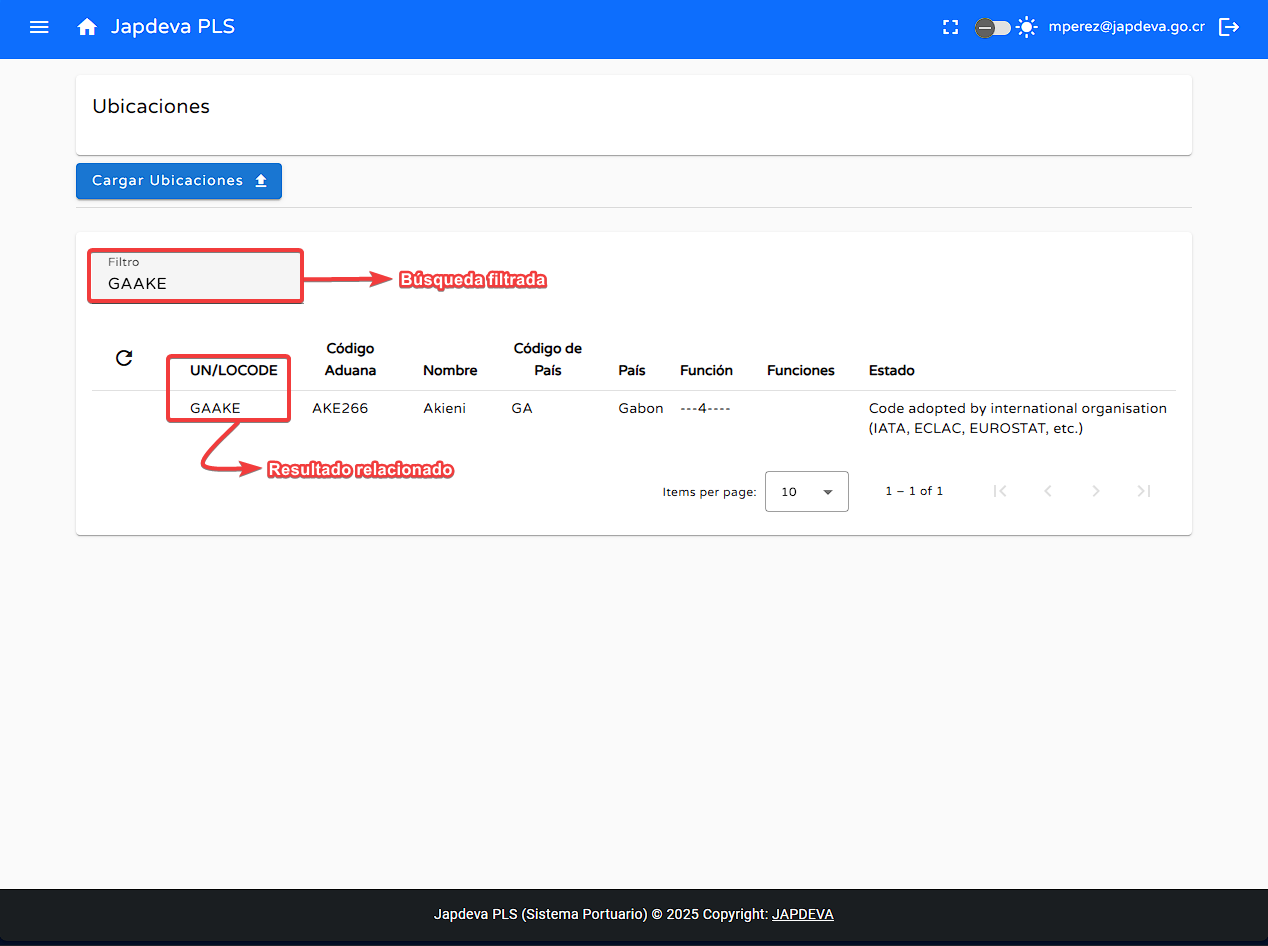 Japdeva PLS
mperez@japdeva.go.cr
Ubicaciones
Cargar Ubicaciones
Filtro
GAAKE
Búsqueda filtrada
UN/LOCODE Código Aduana Nombre Código de País País Función Funciones Estado
GAAKE AKE266 Akieni GA Gabon ---4---- Code adopted by international organisation
(IATA, ECLAC, EUROSTAT, etc.)
Resultado relacionado
Items per page: 10 1 – 1 of 1
Japdeva PLS (Sistema Portuario) © 2025 Copyright: JAPDEVA